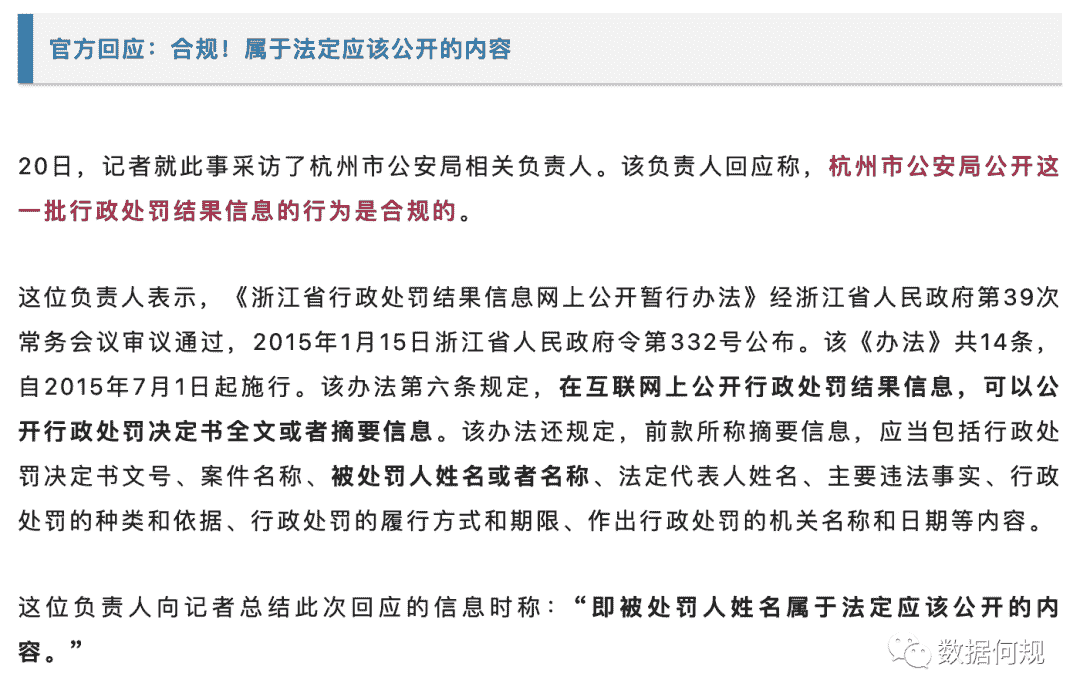 官方回应：合规！属于法定应该公开的内容
20日，记者就此事采访了杭州市公安局相关负责人。该负责人回应称，杭州市公安局公开这
一批行政处罚结果信息的行为是合规的。
这位负责人表示，《浙江省行政处罚结果信息网上公开暂行办法》经浙江省人民政府第39次
常务会议审议通过，2015年1月15日浙江省人民政府令第332号公布。该《办法》共14条，
自2015年7月1日起施行。该办法第六条规定，在互联网上公开行政处罚结果信息，可以公
开行政处罚决定书全文或者摘要信息。该办法还规定，前款所称摘要信息，应当包括行政处
罚决定书文号、案件名称、被处罚人姓名或者名称、法定代表人姓名、主要违法事实、行政
处罚的种类和依据、行政处罚的履行方式和期限、作出行政处罚的机关名称和日期等内容。
这位负责人向记者总结此次回应的信息时称：“即被处罚人姓名属于法定应该公开的内
容。”
数据何规